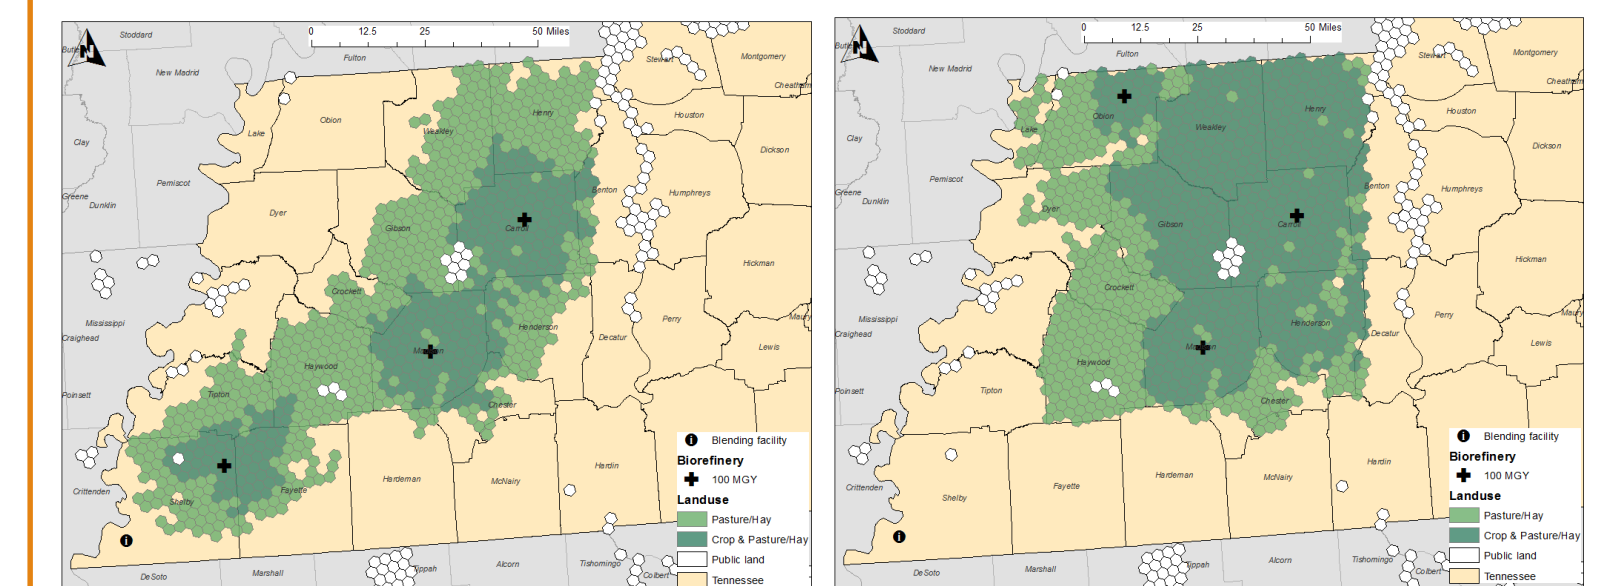 Stoddard
0 12.5 25 50 Miles
N
Fulton
Stewart
Montgomery
New Madrid
Cheatham
Obion
Henry
Lake
Weakley
Houston
Clay
Dickson
Pemiscot
Benton
Humphreys
Greene
Dunklin
Dyer
Gibson
Carroll
Hickman
Crockett
Mississippi
Henderson
Perry
Maury
Craighead
Decatur
Lewis
Haywood
Madison
Poinsett
Tipton
Chester
Crittenden
Shelby
Fayette
Hardeman
McNairy
Hardin
i Blending facility
Biorefinery
100 MGY
Landuse
Pasture/Hay
Crop & Pasture/Hay
Public land
Tennessee
i
DeSoto
Marshall
Tippah
Alcorn
Tishomingo
Colbert
Stoddard
0 12.5 25 50 Miles
N
Fulton
Stewart
Montgomery
New Madrid
Cheatham
Obion
Henry
Lake
Weakley
Houston
Clay
Dickson
Pemiscot
Benton
Humphreys
Greene
Dunklin
Dyer
Gibson
Carroll
Hickman
Crockett
Mississippi
Henderson
Perry
Maury
Craighead
Decatur
Lewis
Haywood
Poinsett
Tipton
Chester
Crittenden
Shelby
Fayette
Hardeman
McNairy
Hardin
i Blending facility
Biorefinery
100 MGY
Landuse
Pasture/Hay
Crop & Pasture/Hay
Public land
Tennessee
i
DeSoto
Marshall
Tippah
Alcorn
Tishomingo
Colbert